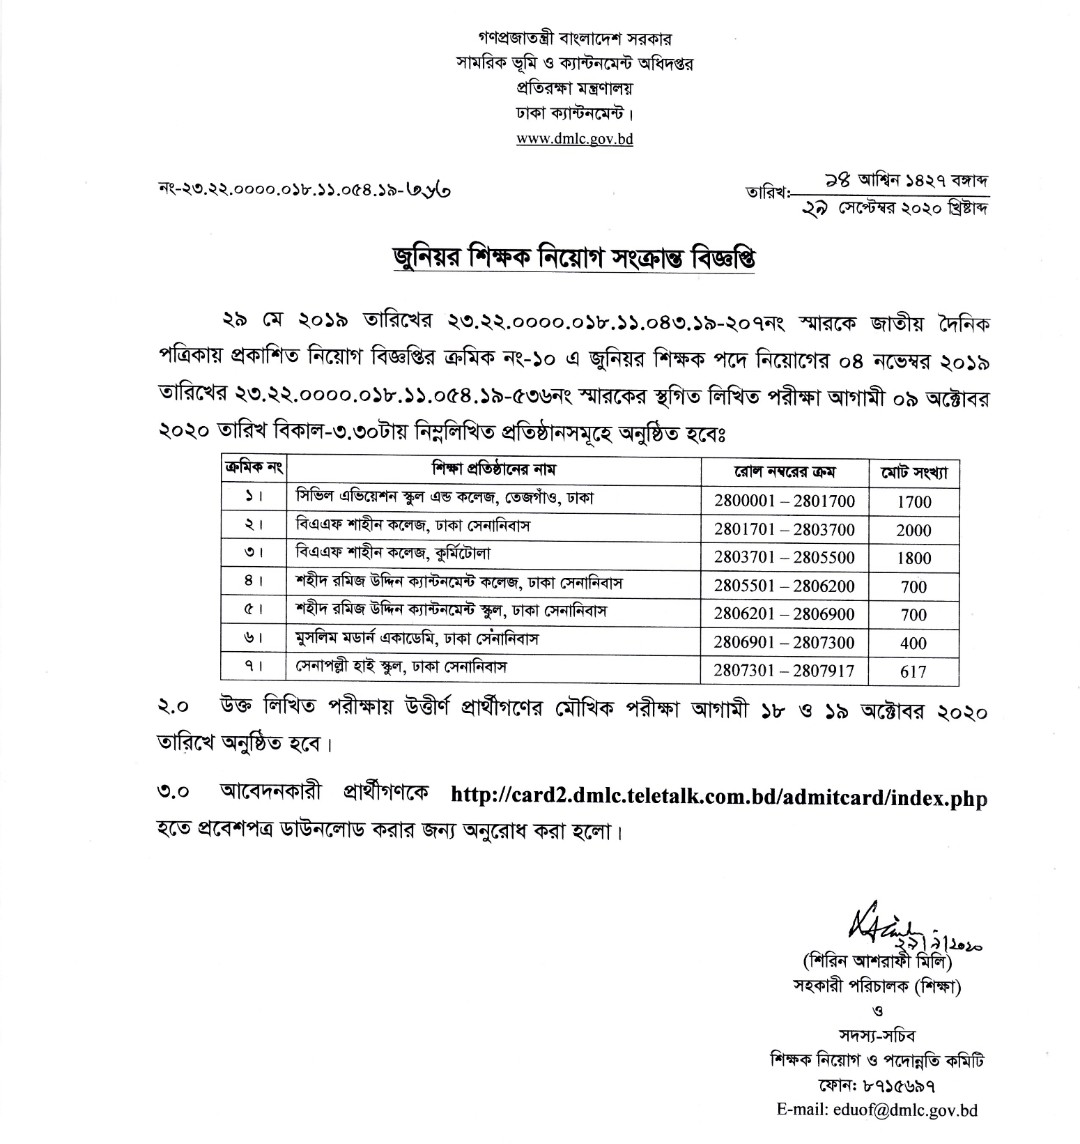 গণপ্রজাতন্ত্রী বাংলাদেশ সরকার
সামরিক ভূমি ও ক্যান্টনমেন্ট অধিদপ্তর
প্রতিরক্ষা মন্ত্রণালয়
ঢাকা ক্যান্টনমেন্ট।
www.dmlc.gov.bd
নং-২৩.২২.০০০০.০১৮.১১.০৫৪.১৯-
তারিখঃ ১৪ আশ্বিন ১৪২৭ বঙ্গাব্দ
২৯ সেপ্টেম্বর ২০২০ খ্রিষ্টাব্দ
জুনিয়র শিক্ষক নিয়োগ সংক্রান্ত বিজ্ঞপ্তি
২৯ মে ২০১৯ তারিখের ২৩.২২.০০০০.০১৮.১১.০৪৩.১৯-২০৭নং স্মারকে জাতীয় দৈনিক
পত্রিকায় প্রকাশিত নিয়োগ বিজ্ঞপ্তির ক্রমিক নং-১০ এ জুনিয়র শিক্ষক পদে নিয়োগের ০৪ নভেম্বর ২০১৯
তারিখের ২৩.২২.০০০০.০১৮.১১.০৫৪.১৯-৫৩৬নং স্মারকের স্থগিত লিখিত পরীক্ষা আগামী ০৯ অক্টোবর
২০২০ তারিখ বিকাল-৩.৩০টায় নিম্নলিখিত প্রতিষ্ঠানসমূহে অনুষ্ঠিত হবেঃ
ক্রমিক নং শিক্ষা প্রতিষ্ঠানের নাম রোল নম্বরের ক্রম মোট সংখ্যা
১। সিভিল এভিয়েশন স্কুল এন্ড কলেজ, তেজগাঁও, ঢাকা 2800001 – 2801700 1700
২। বিএএফ শাহীন কলেজ, ঢাকা সেনানিবাস 2801701 – 2803700 2000
৩। বিএএফ শাহীন কলেজ, কুর্মিটোলা 2803701 – 2805500 1800
৪। শহীদ রমিজ উদ্দিন ক্যান্টনমেন্ট কলেজ, ঢাকা সেনানিবাস 2805501 – 2806200 700
৫। শহীদ রমিজ উদ্দিন ক্যান্টনমেন্ট স্কুল, ঢাকা সেনানিবাস 2806201 – 2806900 700
৬। মুসলিম মডার্ন একাডেমি, ঢাকা সেনানিবাস 2806901 – 2807300 400
৭। সেনাপল্লী হাই স্কুল, ঢাকা সেনানিবাস 2807301 – 2807917 617
২.০ উক্ত লিখিত পরীক্ষায় উত্তীর্ণ প্রার্থীগণের মৌখিক পরীক্ষা আগামী ১৮ ও ১৯ অক্টোবর ২০২০
তারিখে অনুষ্ঠিত হবে।
৩.০ আবেদনকারী প্রার্থীগণকে http://card2.dmlc.teletalk.com.bd/admitcard/index.php
হতে প্রবেশপত্র ডাউনলোড করার জন্য অনুরোধ করা হলো।
২৯/৯/২০২০
(শিরিন আশরাফী মিলি)
সহকারী পরিচালক (শিক্ষা)
ও
সদস্য-সচিব
শিক্ষক নিয়োগ ও পদোন্নতি কমিটি
ফোন: ৮৭১৫৬৯৭
E-mail: eduof@dmlc.gov.bd